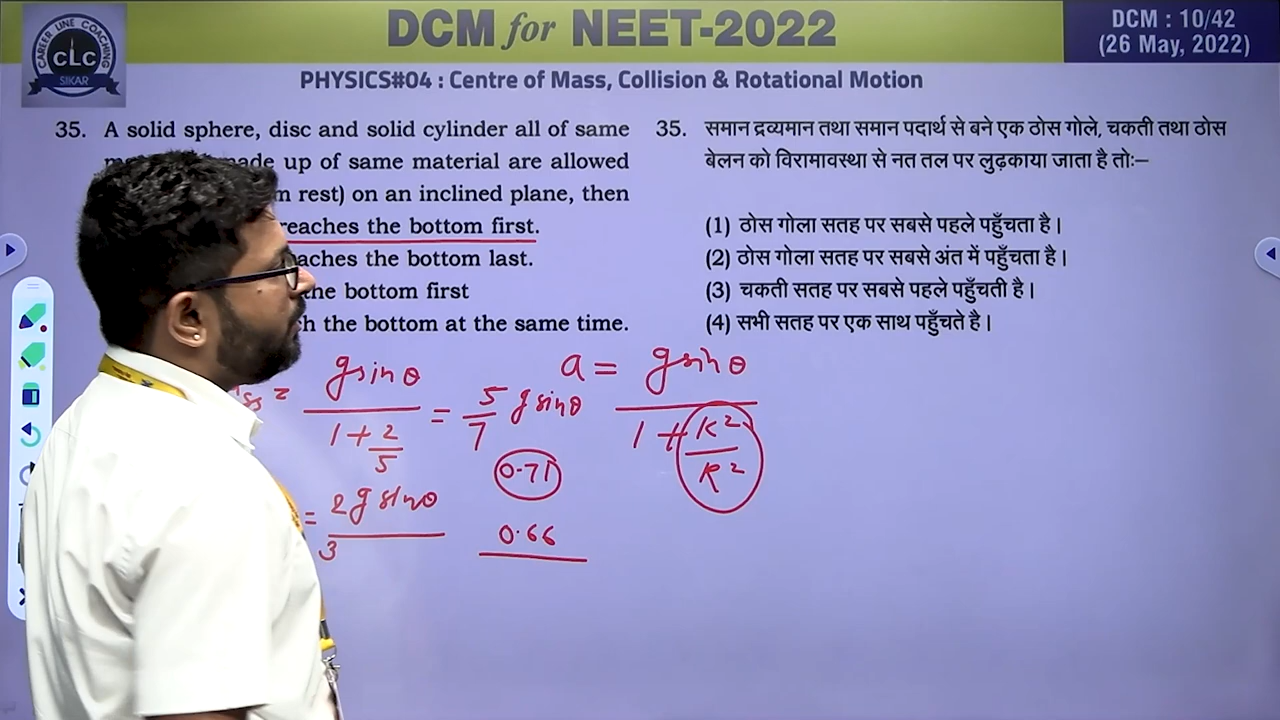 CAREER LINE COACHING
CLC
SIKAR
DCM for NEET-2022
DCM : 10/42
(26 May, 2022)
PHYSICS#04 : Centre of Mass, Collision & Rotational Motion
35. A solid sphere, disc and solid cylinder all of same
made up of same material are allowed
rest) on an inclined plane, then
reaches the bottom first.
the bottom last.
the bottom first
the bottom at the same time.
35. समान द्रव्यमान तथा समान पदार्थ से बने एक ठोस गोले, चकती तथा ठोस
बेलन को विरामावस्था से नत तल पर लुढ़काया जाता है तोः–
(1) ठोस गोला सतह पर सबसे पहले पहुँचता है।
(2) ठोस गोला सतह पर सबसे अंत में पहुँचता है।
(3) चकती सतह पर सबसे पहले पहुँचती है।
(4) सभी सतह पर एक साथ पहुँचते है।
ss = g sin θ / 1 + 2/5 = 5/7 g sin θ
0.71
= 2 g sin θ / 3
0.66
a = g sin θ / 1 + K² / R²